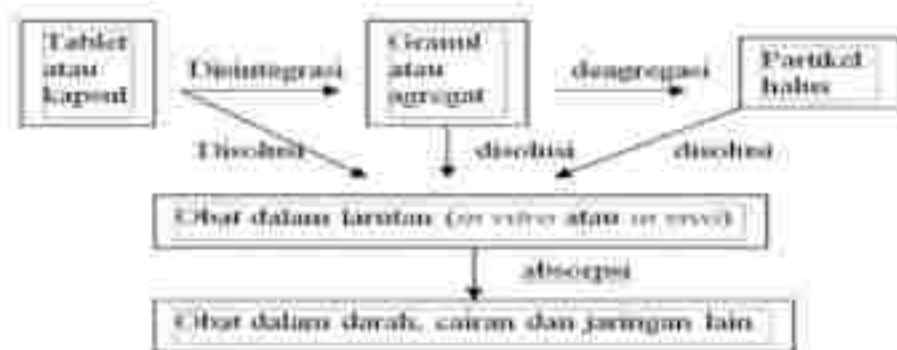 Tablet
atau
kapsul
Disintegrasi
Granul
atau
agregat
deagregasi
Partikel
halus
Disolusi
disolusi
disolusi
Obat dalam larutan (in vitro atau in vivo)
absorpsi
Obat dalam darah, cairan dan jaringan lain